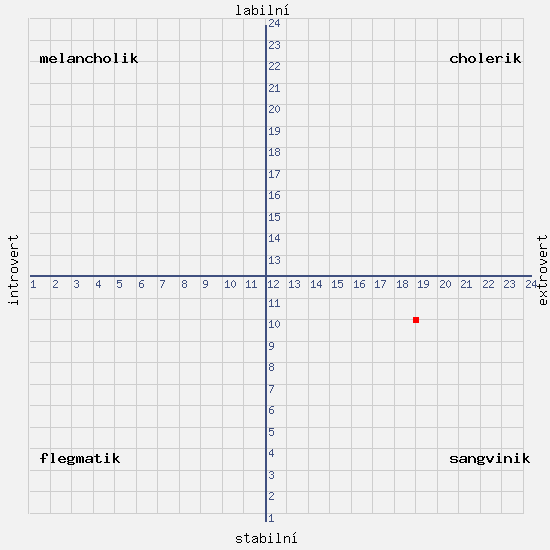 labilní
24
23
melancholik
cholerik
22
21
20
19
18
17
16
15
14
13
introvert
extrovert
1 2 3 4 5 6 7 8 9 10 11 12 13 14 15 16 17 18 19 20 21 22 23 24
11
10
9
8
7
6
5
4
flegmatik
sangvinik
3
2
1
stabilní